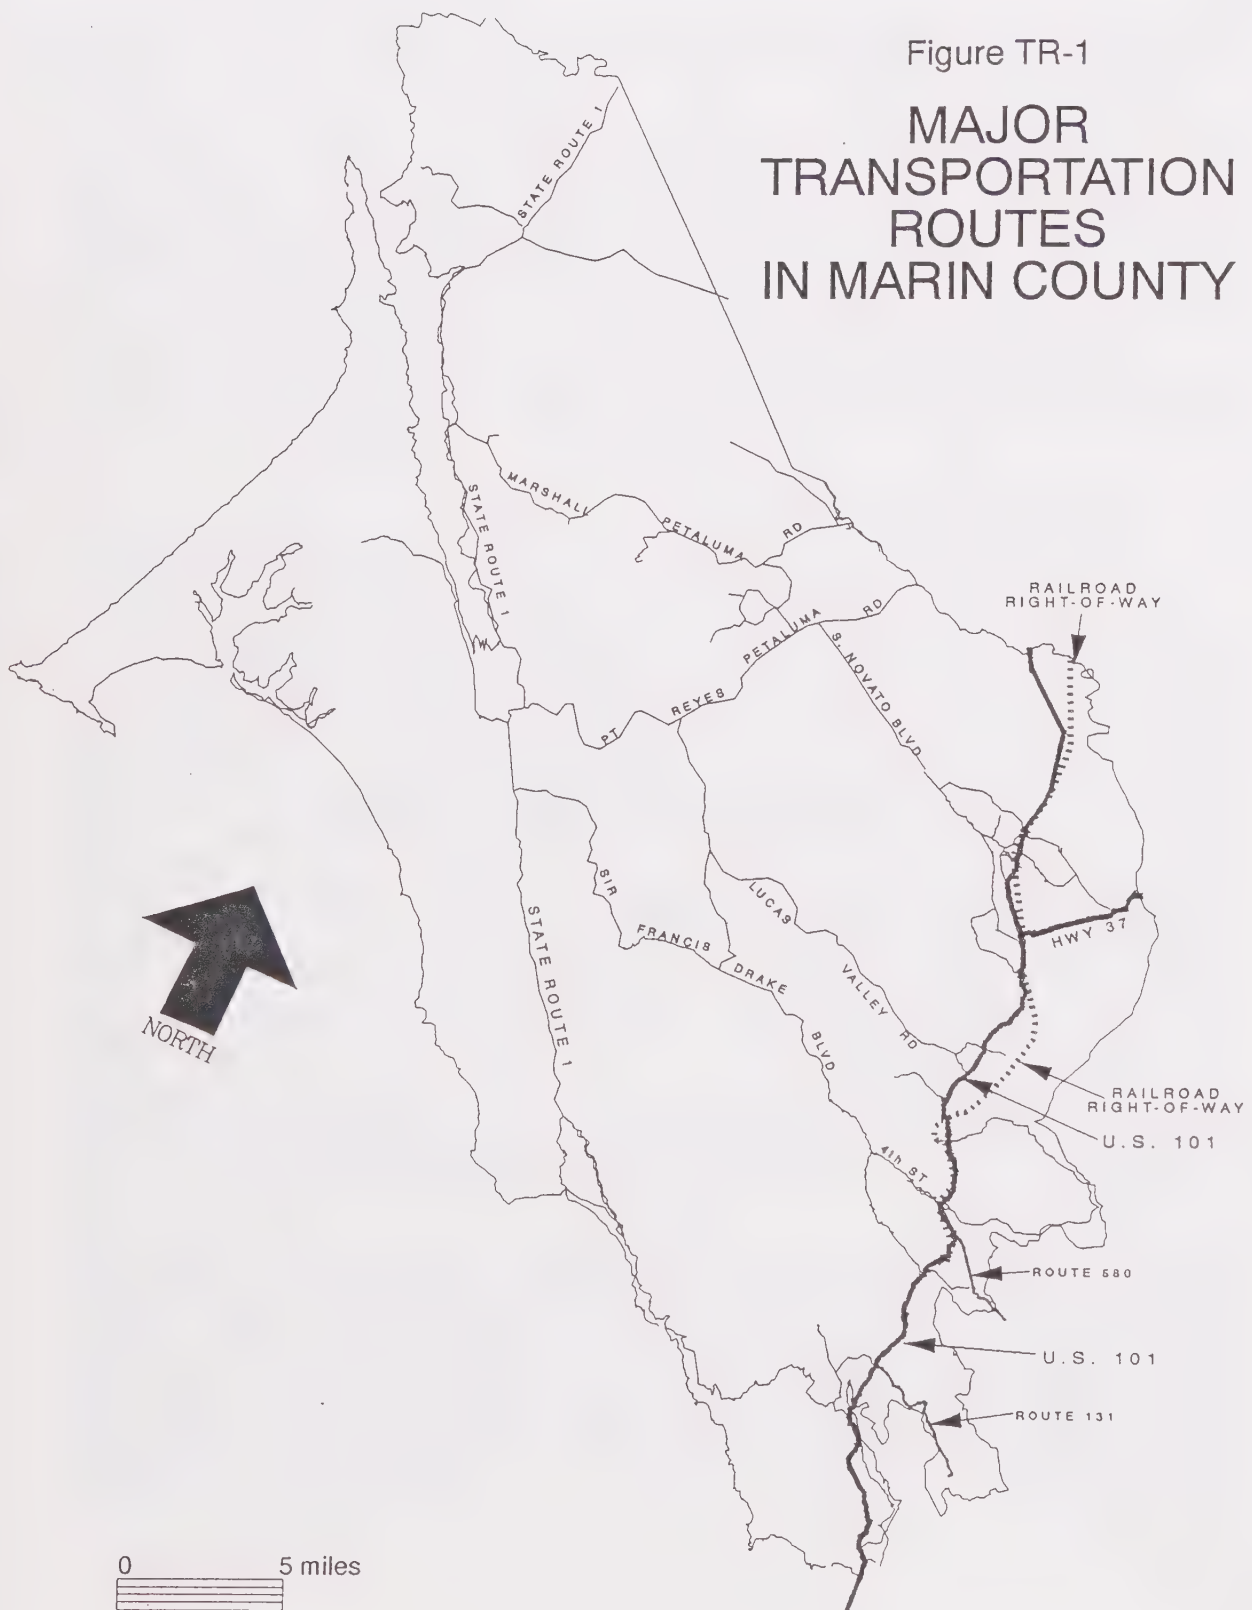 Figure TR-1
MAJOR
TRANSPORTATION
ROUTES
IN MARIN COUNTY
STATE ROUTE 1
MARSHALL
PETALUMA
RD
STATE ROUTE 1
RAILROAD
RIGHT-OF-WAY
PT
REYES
PETALUMA
RD
S. NOVATO BLVD
SIR
FRANCIS
DRAKE
BLVD
LUCAS
VALLEY
RD
STATE ROUTE 1
HWY 37
NORTH
RAILROAD
RIGHT-OF-WAY
U.S. 101
4th ST
ROUTE 580
U.S. 101
ROUTE 131
0
5 miles